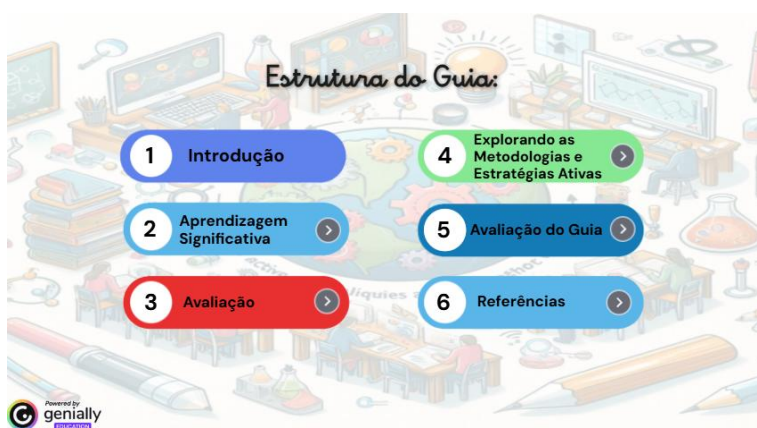 Estrutura do Guia:
1 Introdução
2 Aprendizagem
Significativa
3 Avaliação
4 Explorando as
Metodologias e
Estratégias Ativas
5 Avaliação do Guia
6 Referências
Powered by
genially
EDUCATION